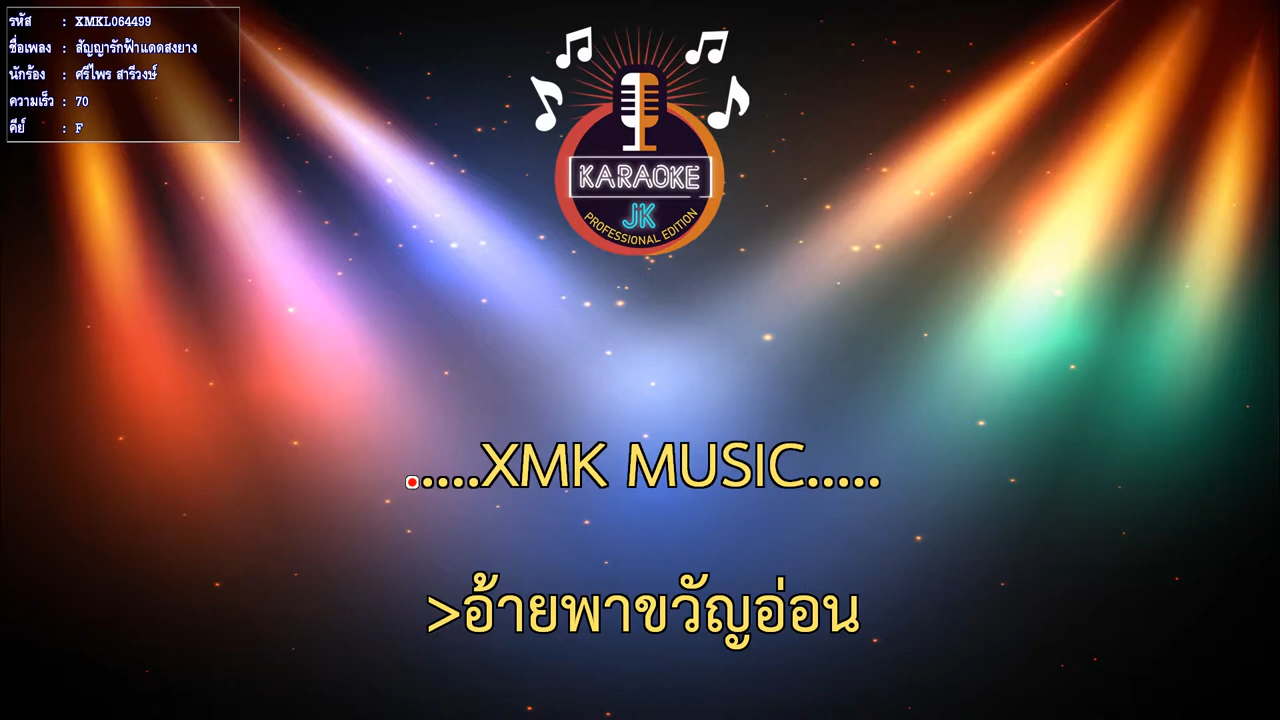 รหัส : XMKL064499
ชื่อเพลง : สัญญารักฟ้าแดดสงยาง
นักร้อง : ศรีไพร สารีวงษ์
ความเร็ว : 70
คีย์ : F
KARAOKE
JK
PROFESSIONAL EDITION
.....XMK MUSIC.....
>อ้ายพาขวัญอ่อน